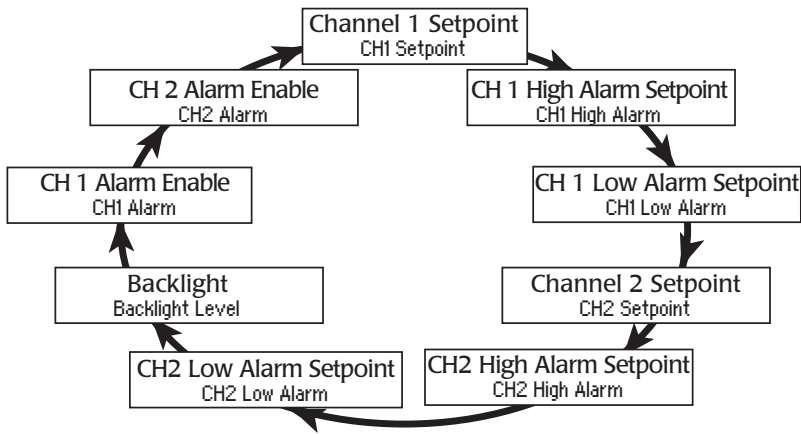 Channel 1 Setpoint
CH1 Setpoint
CH 1 High Alarm Setpoint
CH1 High Alarm
CH 1 Low Alarm Setpoint
CH1 Low Alarm
Channel 2 Setpoint
CH2 Setpoint
CH2 High Alarm Setpoint
CH2 High Alarm
CH2 Low Alarm Setpoint
CH2 Low Alarm
Backlight
Backlight Level
CH 1 Alarm Enable
CH1 Alarm
CH 2 Alarm Enable
CH2 Alarm